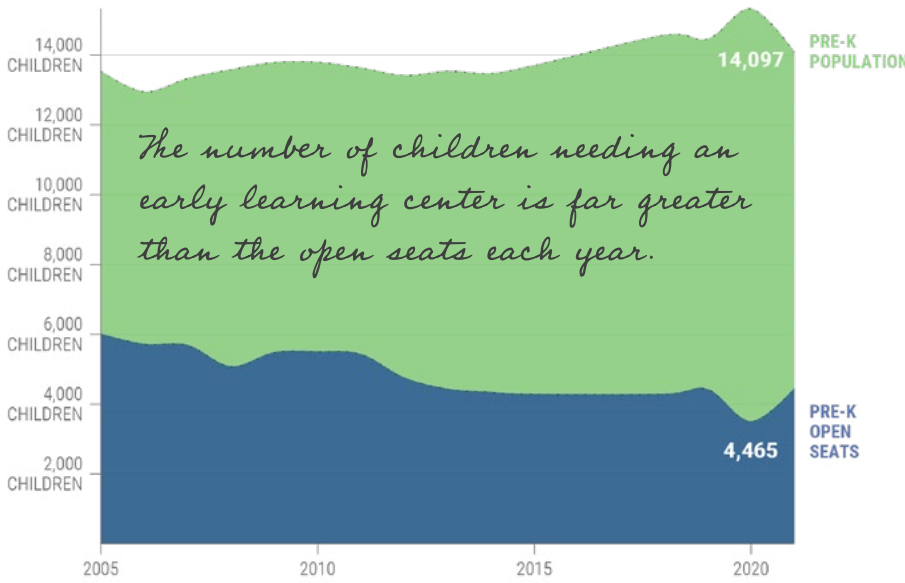 14,000
CHILDREN
12,000
CHILDREN
10,000
CHILDREN
8,000
CHILDREN
6,000
CHILDREN
4,000
CHILDREN
2,000
CHILDREN
14,097
PRE-K
POPULATION
The number of children needing an
early learning center is far greater
than the open seats each year.
PRE-K
OPEN
SEATS
4,465
2005
2010
2015
2020